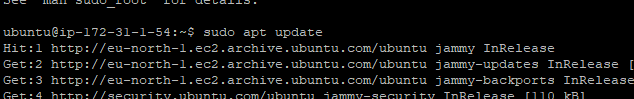 See "man sudo_root" for details.
ubuntu@ip-172-31-1-54:~$ sudo apt update
Hit:1 http://eu-north-1.ec2.archive.ubuntu.com/ubuntu jammy InRelease
Get:2 http://eu-north-1.ec2.archive.ubuntu.com/ubuntu jammy-updates InRelease [
Get:3 http://eu-north-1.ec2.archive.ubuntu.com/ubuntu jammy-backports InRelease
Get:4 http://security.ubuntu.com/ubuntu jammy-security InRelease [110 kB]